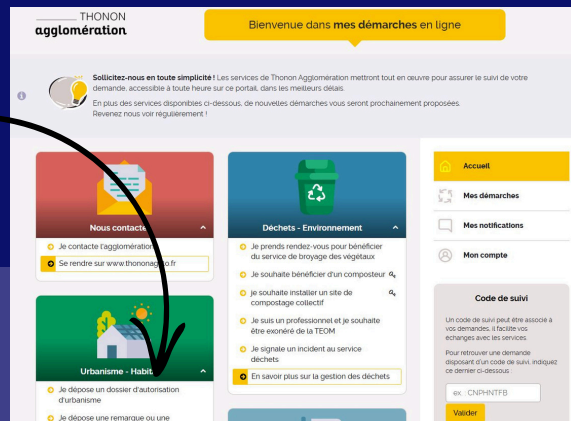 THONON
agglomération
Bienvenue dans mes démarches en ligne
Sollicitez-nous en toute simplicité ! Les services de Thonon Agglomération mettront tout en œuvre pour assurer le suivi de votre
demande, accessible à toute heure sur ce portail, dans les meilleurs délais.
En plus des services disponibles ci-dessous, de nouvelles démarches vous seront prochainement proposées.
Revenez nous voir régulièrement !
Nous contacte
Je contacte l'agglomération
Se rendre sur www.thononag lo.fr
Urbanisme - Habita
Je dépose un dossier d'autorisation
d'urbanisme
Je dépose une remarque ou une
Déchets - Environnement
Je prends rendez-vous pour bénéficier
du service de broyage des végétaux
Je souhaite bénéficier d'un composteur
je souhaite installer un site de
compostage collectif
Je suis un professionnel et je souhaite
être exonéré de la TEOM
Je signale un incident au service
déchets
En savoir plus sur la gestion des déchets
Accueil
Mes démarches
Mes notifications
Mon compte
Code de suivi
Un code de suivi peut être associé à
vos demandes, il facilite vos
échanges avec les services.
Pour retrouver une demande
disposant d'un code de suivi, indiquez
ce dernier ci-dessous :
ex : CNPHNTFB
Valider